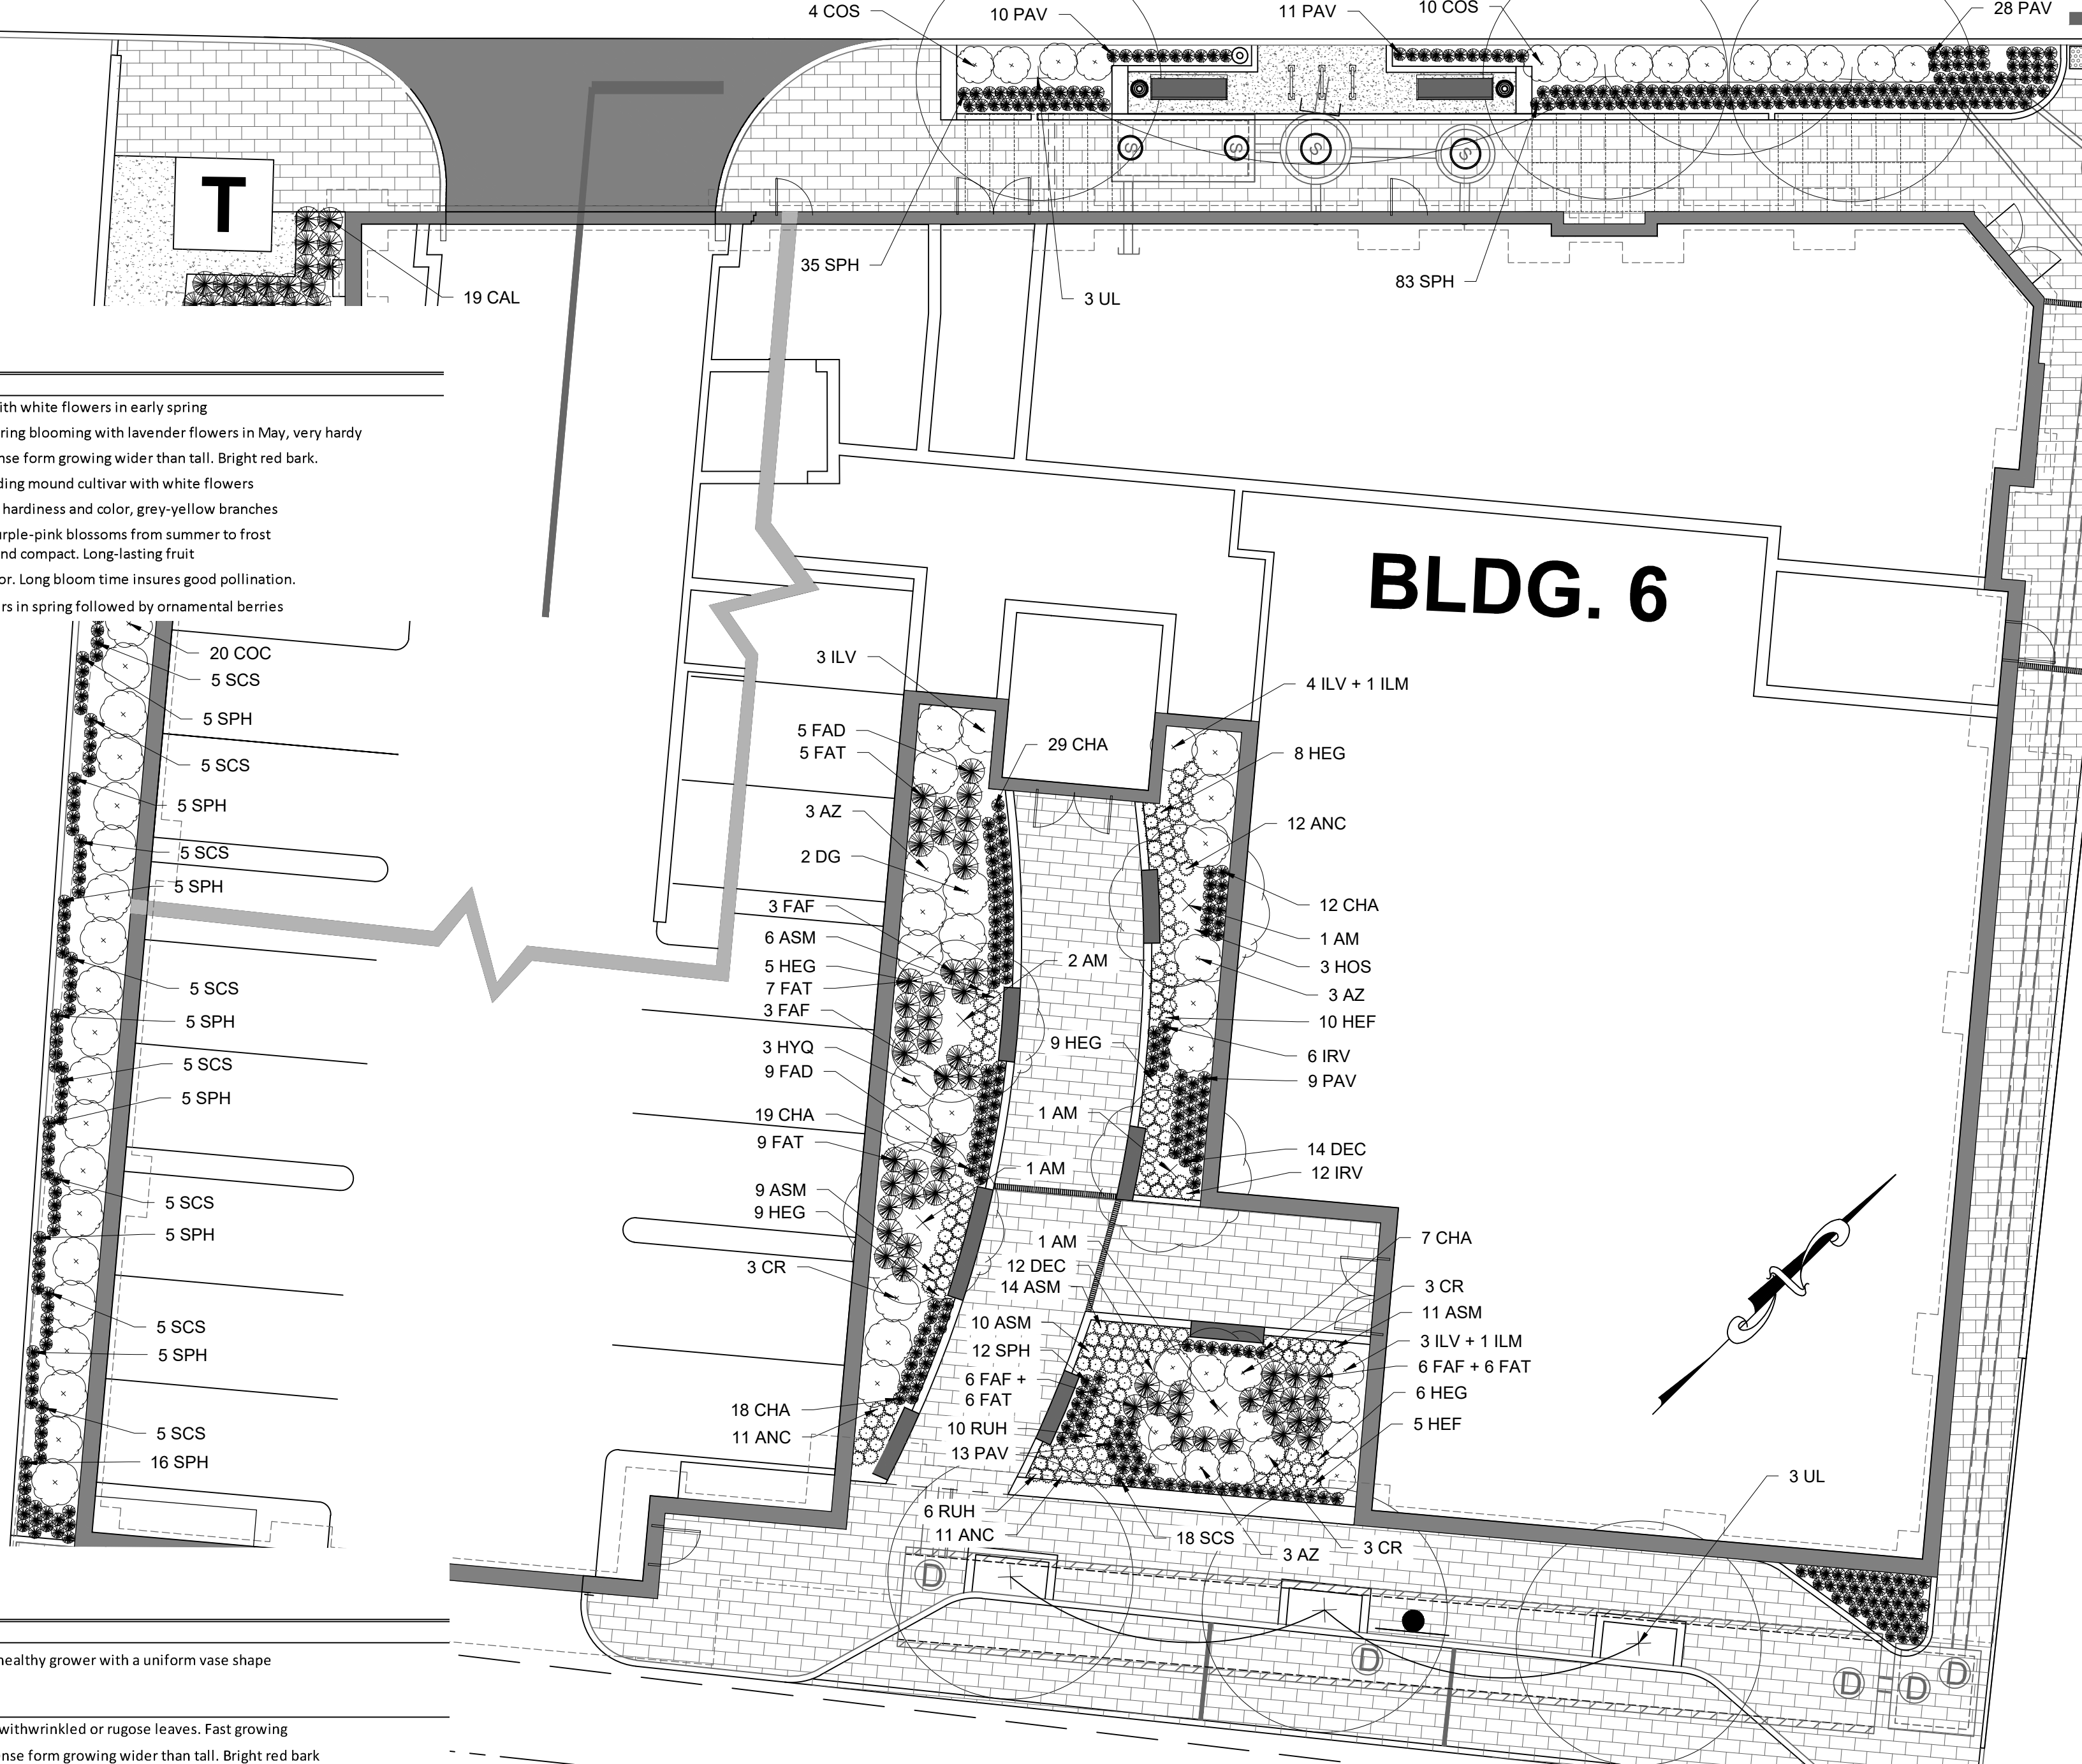 4 COS
10 PAV
11 PAV
10 COS
28 PAV
T
S
S
S
S
35 SPH
3 UL
83 SPH
19 CAL
ith white flowers in early spring
ring blooming with lavender flowers in May, very hardy
nse form growing wider than tall. Bright red bark.
ding mound cultivar with white flowers
hardiness and color, grey-yellow branches
urple-pink blossoms from summer to frost
nd compact. Long-lasting fruit
or. Long bloom time insures good pollination.
rs in spring followed by ornamental berries
BLDG. 6
20 COC
5 SCS
5 SPH
5 SCS
5 SPH
5 SCS
5 SPH
5 SCS
5 SPH
5 SCS
5 SPH
5 SCS
5 SPH
5 SCS
5 SPH
5 SCS
16 SPH
3 ILV
5 FAD
5 FAT
3 AZ
2 DG
3 FAF
6 ASM
5 HEG
7 FAT
3 FAF
3 HYQ
9 FAD
19 CHA
9 FAT
9 ASM
9 HEG
3 CR
18 CHA
11 ANC
29 CHA
2 AM
9 HEG
1 AM
1 AM
1 AM
12 DEC
14 ASM
10 ASM
12 SPH
6 FAF +
6 FAT
10 RUH
13 PAV
6 RUH
11 ANC
18 SCS
3 AZ
3 CR
4 ILV + 1 ILM
8 HEG
12 ANC
12 CHA
1 AM
3 HOS
3 AZ
10 HEF
6 IRV
9 PAV
14 DEC
12 IRV
7 CHA
3 CR
11 ASM
3 ILV + 1 ILM
6 FAF + 6 FAT
6 HEG
5 HEF
3 UL
D
D
D
D
D
healthy grower with a uniform vase shape
withwrinkled or rugose leaves. Fast growing
nse form growing wider than tall. Bright red bark